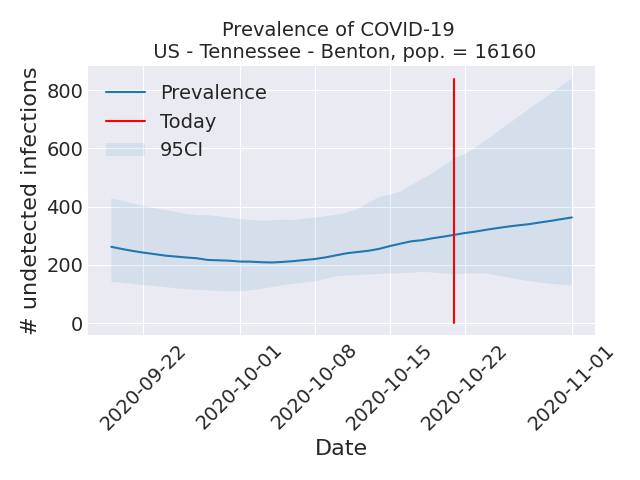 Prevalence of COVID-19
US - Tennessee - Benton, pop. = 16160
# undetected infections
800
600
400
200
0
Prevalence
Today
95CI
2020-09-22
2020-10-01
2020-10-08
2020-10-15
2020-10-22
2020-11-01
Date